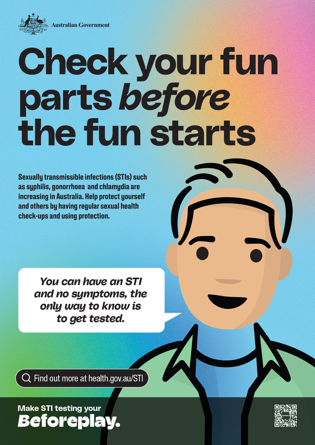 Australian Government
Check your fun
parts before
the fun starts
Sexually transmissible infections (STIs) such
as syphilis, gonorrhoea and chlamydia are
increasing in Australia. Help protect yourself
and others by having regular sexual health
check-ups and using protection.
You can have an STI
and no symptoms, the
only way to know is
to get tested.
Find out more at health.gov.au/STI
Make STI testing your
Beforeplay.